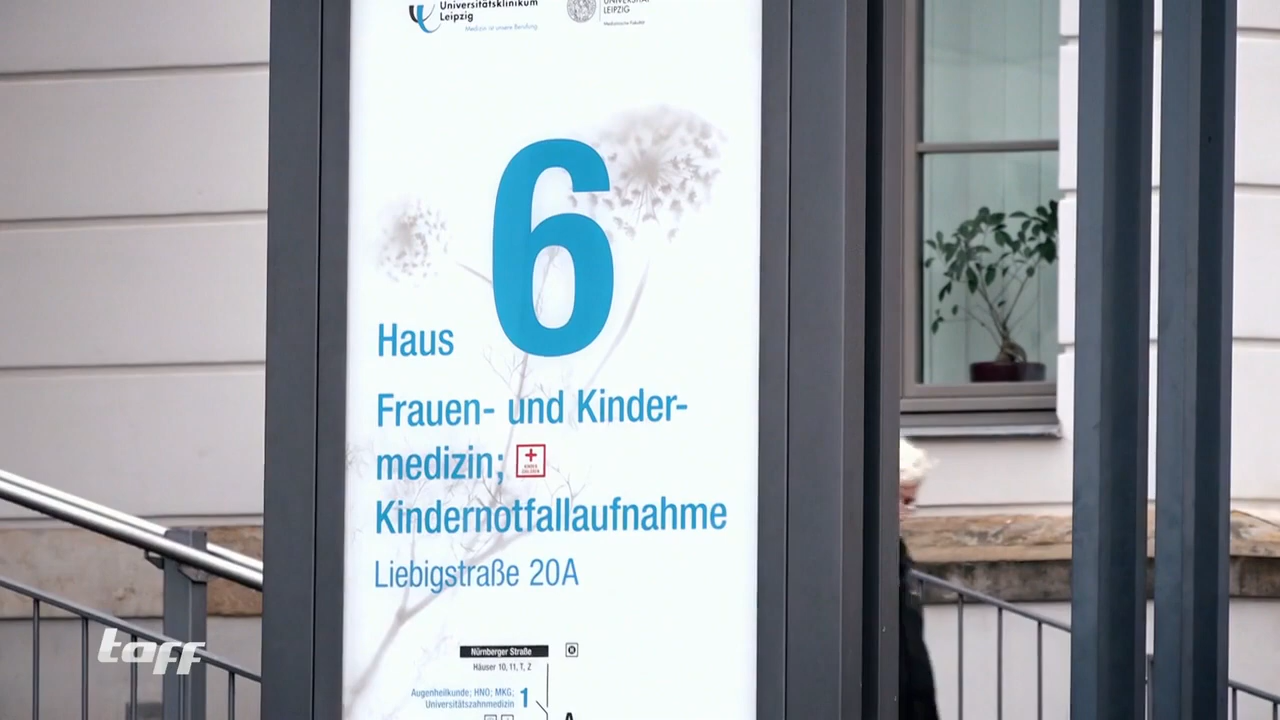 Universitätsklinikum
Leipzig
Medizin ist unsere Berufung.
UNIVERSITÄT
LEIPZIG
Medizinische Fakultät
6
Haus
Frauen- und Kinder-
medizin;
Kindernotfallaufnahme
Liebigstraße 20A
Nürnberger Straße
Häuser 10, 11, T, Z
Augenheilkunde; HNO; MKG;
Universitätszahnmedizin
1
taff